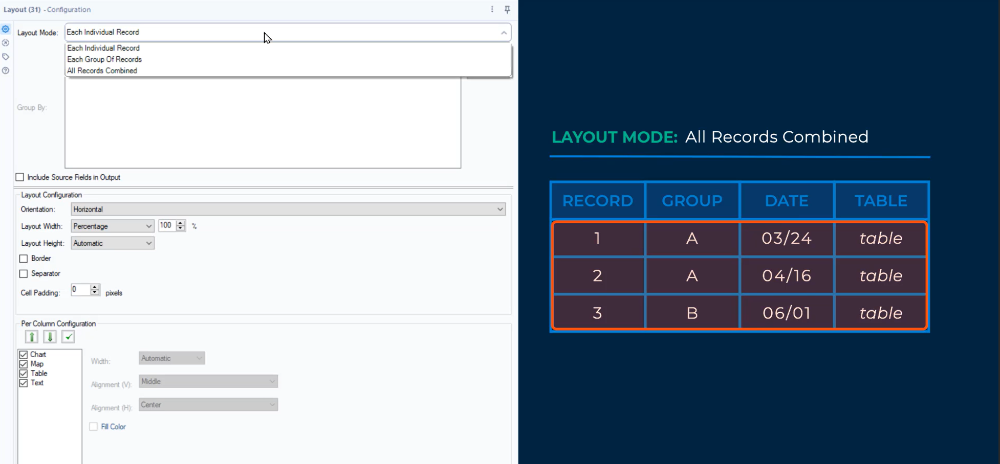 Layout (31) - Configuration
Layout Mode: Each Individual Record
Each Individual Record
Each Group Of Records
All Records Combined
Group By:
Include Source Fields in Output
Layout Configuration
Orientation: Horizontal
Layout Width: Percentage 100 %
Layout Height: Automatic
Border
Separator
Cell Padding: 0 pixels
Per Column Configuration
Chart
Map
Table
Text
Width: Automatic
Alignment (V): Middle
Alignment (H): Center
Fill Color
LAYOUT MODE: All Records Combined
RECORD GROUP DATE TABLE
1 A 03/24 table
2 A 04/16 table
3 B 06/01 table